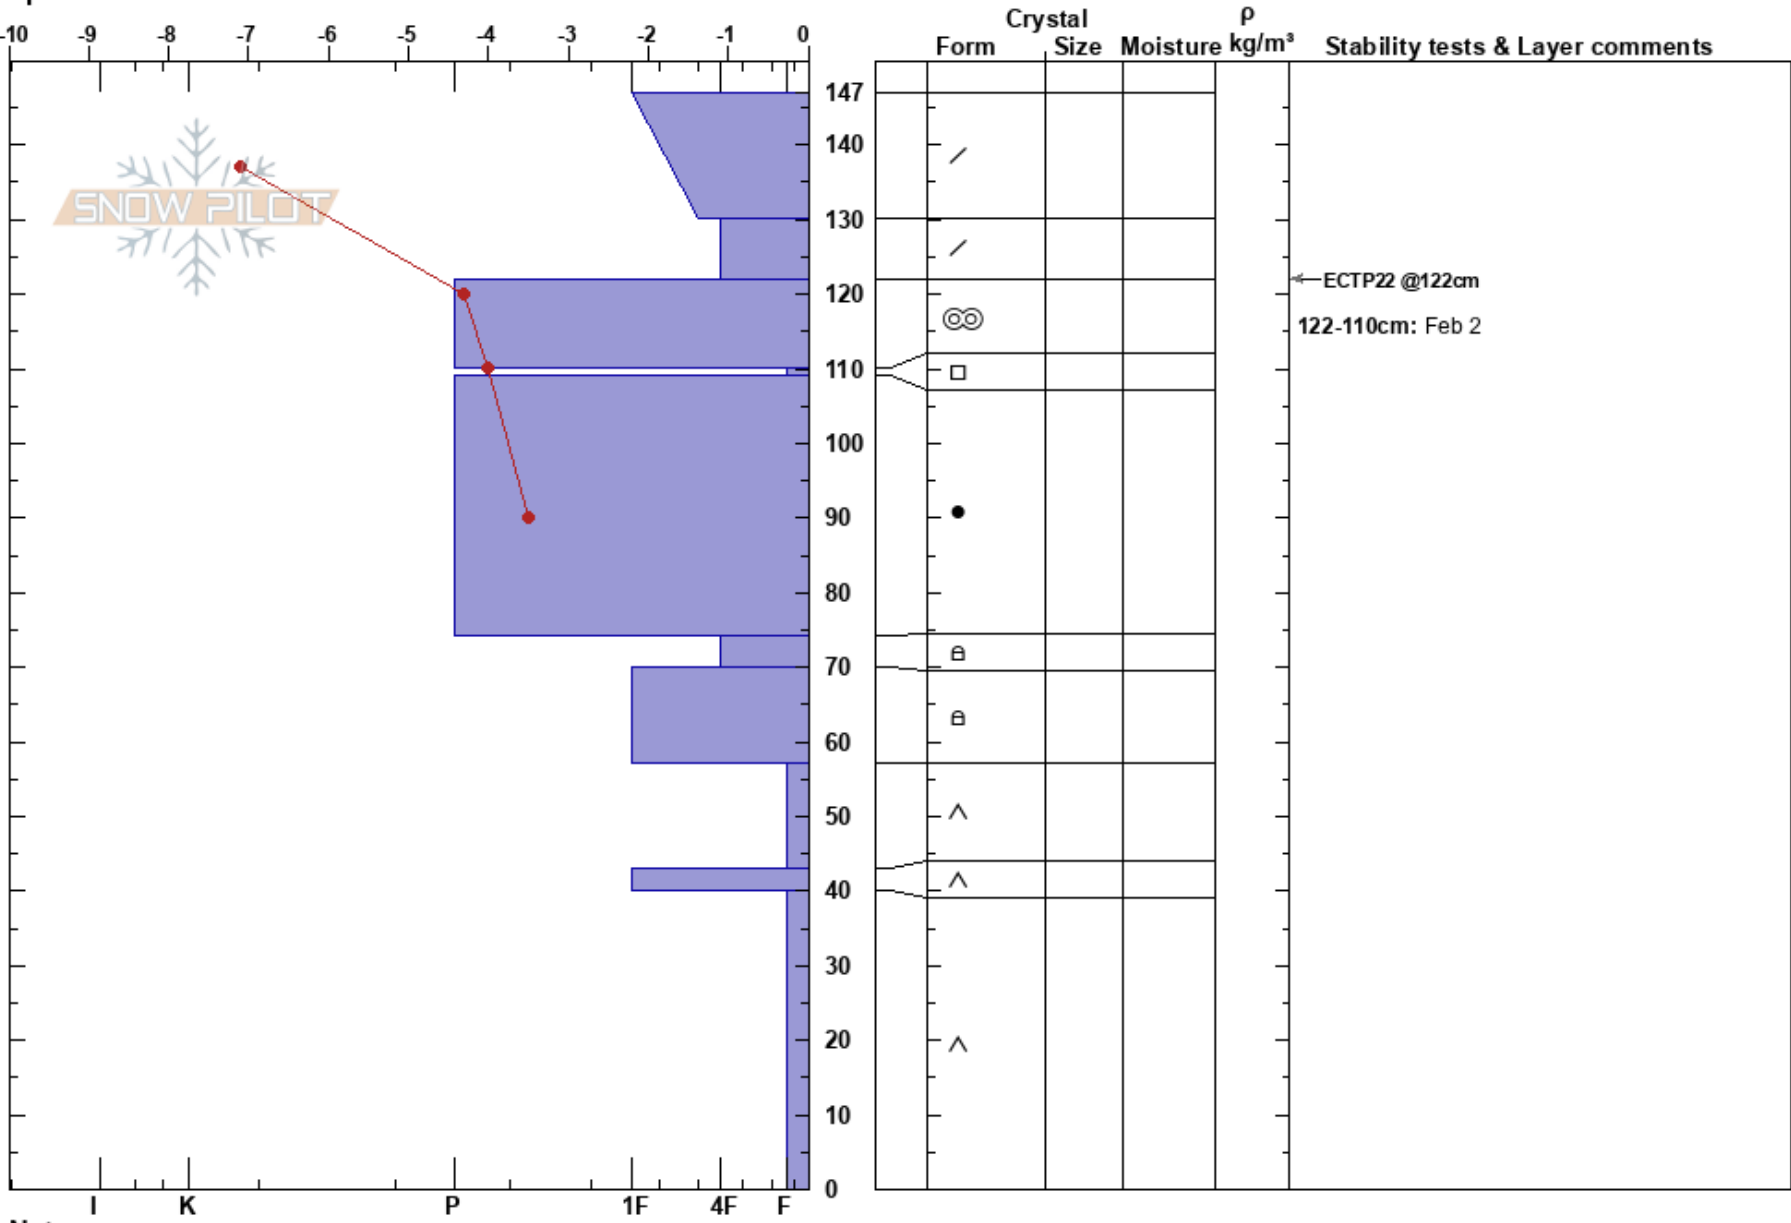 Crystal ρ
-10 -9 -8 -7 -6 -5 -4 -3 -2 -1 0 Form Size Moisture kg/m³ Stability tests & Layer comments
147
140
SNOW PILOT
130
120 ECTP22 @122cm
122-110cm: Feb 2
110
100
90
80
70
60
50
40
30
20
10
0
I K P 1F 4F F